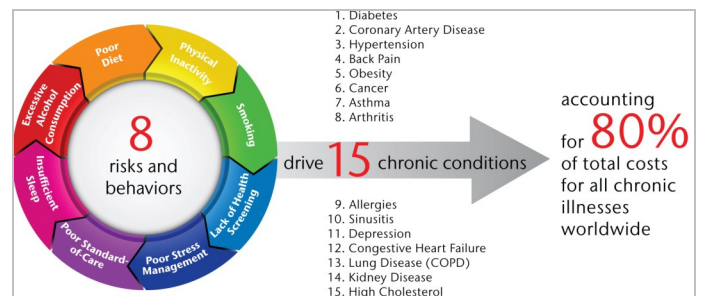 Poor
Diet
Physical
Inactivity
Smoking
Lack of Health
Screening
Poor Stress
Management
Poor Standard-
of-Care
Insufficient
Sleep
Excessive
Alcohol
Consumption
8
risks and
behaviors
1. Diabetes
2. Coronary Artery Disease
3. Hypertension
4. Back Pain
5. Obesity
6. Cancer
7. Asthma
8. Arthritis
drive 15 chronic conditions
9. Allergies
10. Sinusitis
11. Depression
12. Congestive Heart Failure
13. Lung Disease (COPD)
14. Kidney Disease
15. High Cholesterol
accounting
for 80%
of total costs
for all chronic
illnesses
worldwide